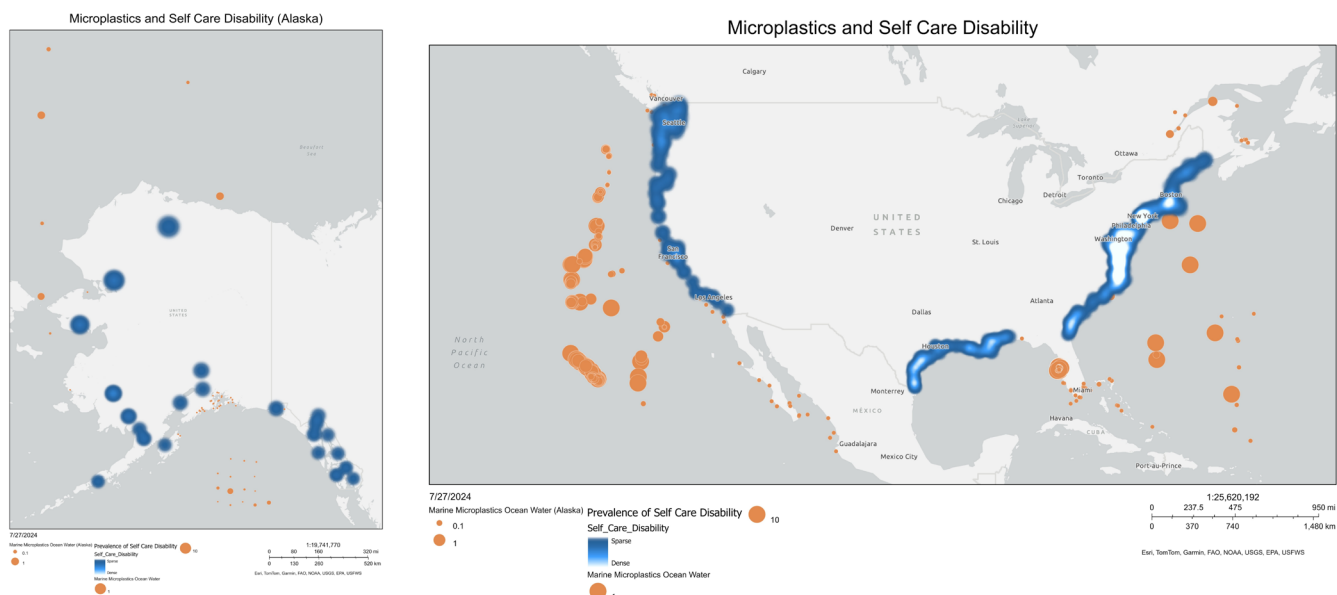 Microplastics and Self Care Disability (Alaska)
Beaufort
Sea
UNITED
STATES
7/27/2024
Marine Microplastics Ocean Water (Alaska)
0.1
1
Prevalence of Self Care Disability
Self_Care_Disability
Sparse
Dense
Marine Microplastics Ocean Water
1
10
1:19,741,770
0 80 160 320 mi
0 130 260 520 km
Esri, TomTom, Garmin, FAO, NOAA, USGS, EPA, USFWS
Microplastics and Self Care Disability
Calgary
Vancouver
Seattle
Lake
Superior
Ottawa
Toronto
Boston
Detroit
Chicago
New York
Philadelphia
UNITED
STATES
Denver
Washington
St. Louis
San
Francisco
Los Angeles
Atlanta
Dallas
North
Pacific
Ocean
Houston
Monterrey
Miami
MÉXICO
Havana
CUBA
Guadalajara
Mexico City
Port-au-Prince
7/27/2024
Marine Microplastics Ocean Water (Alaska)
0.1
1
Prevalence of Self Care Disability
10
Self_Care_Disability
Sparse
Dense
Marine Microplastics Ocean Water
1:25,620,192
0 237.5 475 950 mi
0 370 740 1,480 km
Esri, TomTom, Garmin, FAO, NOAA, USGS, EPA, USFWS